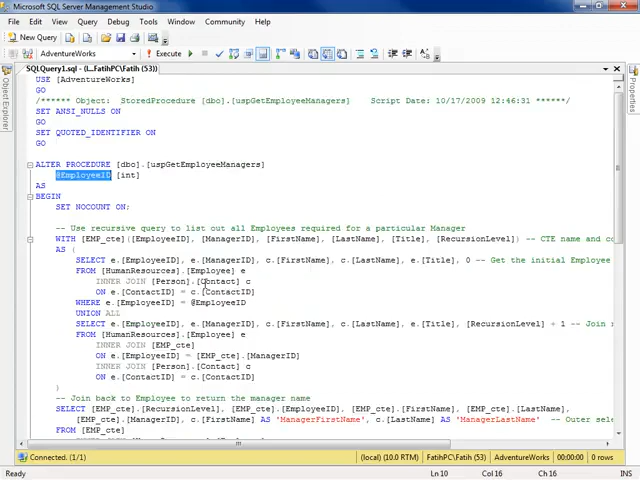 Microsoft SQL Server Management Studio
File Edit View Query Debug Tools Window Community Help
New Query
AdventureWorks Execute
SQLQuery1.sql - (l...FatihPC\Fatih (53))
Object Explorer
Properties
USE [AdventureWorks]
GO
/****** Object:  StoredProcedure [dbo].[uspGetEmployeeManagers]    Script Date: 10/17/2009 12:46:31 ******/
SET ANSI_NULLS ON
GO
SET QUOTED_IDENTIFIER ON
GO
ALTER PROCEDURE [dbo].[uspGetEmployeeManagers]
@EmployeeID [int]
AS
BEGIN
SET NOCOUNT ON;
-- Use recursive query to list out all Employees required for a particular Manager
WITH [EMP_cte]([EmployeeID], [ManagerID], [FirstName], [LastName], [Title], [RecursionLevel]) -- CTE name and co
AS (
SELECT e.[EmployeeID], e.[ManagerID], c.[FirstName], c.[LastName], e.[Title], 0 -- Get the initial Employee
FROM [HumanResources].[Employee] e
INNER JOIN [Person].[Contact] c
ON e.[ContactID] = c.[ContactID]
WHERE e.[EmployeeID] = @EmployeeID
UNION ALL
SELECT e.[EmployeeID], e.[ManagerID], c.[FirstName], c.[LastName], e.[Title], [RecursionLevel] + 1 -- Join
FROM [HumanResources].[Employee] e
INNER JOIN [EMP_cte]
ON e.[EmployeeID] = [EMP_cte].[ManagerID]
INNER JOIN [Person].[Contact] c
ON e.[ContactID] = c.[ContactID]
)
-- Join back to Employee to return the manager name
SELECT [EMP_cte].[RecursionLevel], [EMP_cte].[EmployeeID], [EMP_cte].[FirstName], [EMP_cte].[LastName],
[EMP_cte].[ManagerID], c.[FirstName] AS 'ManagerFirstName', c.[LastName] AS 'ManagerLastName'  -- Outer sele
FROM [EMP_cte]
Connected. (1/1) (local) (10.0 RTM) FatihPC\Fatih (53) AdventureWorks 00:00:00 0 rows
Ready Ln 10 Col 16 Ch 16 INS